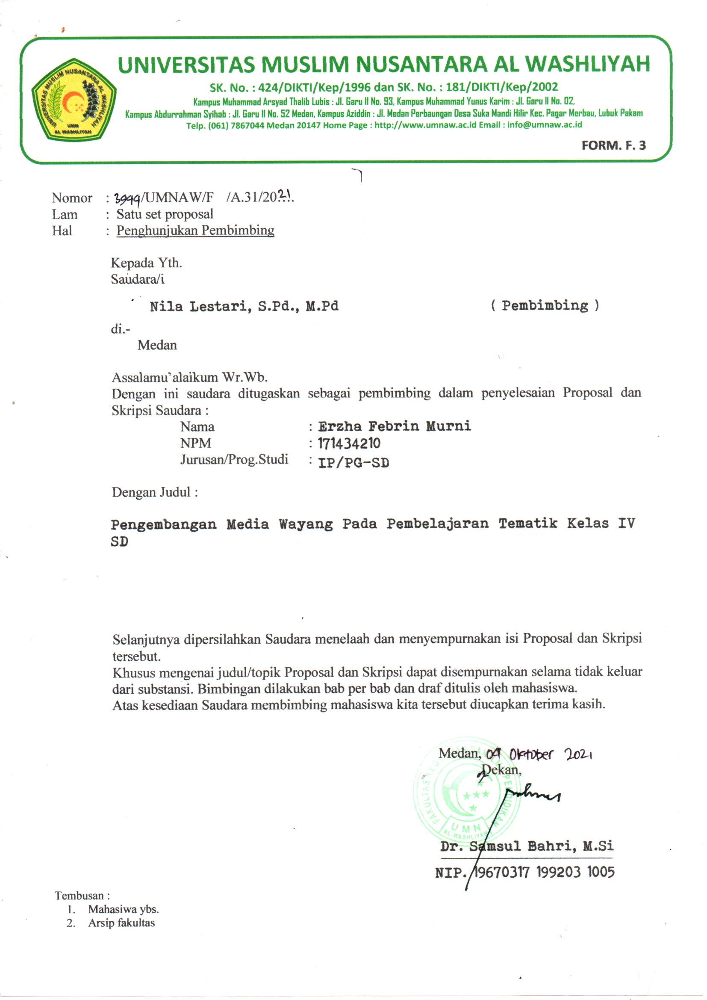 UNIVERSITAS MUSLIM NUSANTARA AL WASHLIYAH
SK. No. : 424/DIKTI/Kep/1996 dan SK. No. : 181/DIKTI/Kep/2002
Kampus Muhammad Arsyad Thalib Lubis : Jl. Garu II No. 93, Kampus Muhammad Yunus Karim : Jl. Garu II No. 02,
Kampus Abdurrahman Syihab : Jl. Garu II No. 52 Medan, Kampus Aziddin : Jl. Medan Perbaungan Desa Suka Mandi Hilir Kec. Pagar Merbau, Lubuk Pakam
Telp. (061) 7867044 Medan 20147 Home Page : http://www.umnaw.ac.id Email : info@umnaw.ac.id
FORM. F. 3
UNIVERSITAS MUSLIM NUSANTARA AL WASHLIYAH
UMN
AL WASHLIYAH
Nomor : /UMNAW/F /A.31/2021.
Lam : Satu set proposal
Hal : Penghunjukan Pembimbing
Kepada Yth.
Saudara/i
Nila Lestari, S.Pd., M.Pd ( Pembimbing )
di.-
Medan
Assalamu’alaikum Wr.Wb.
Dengan ini saudara ditugaskan sebagai pembimbing dalam penyelesaian Proposal dan
Skripsi Saudara :
Nama : Erzha Febrin Murni
NPM : 171434210
Jurusan/Prog.Studi : IP/PG-SD
Dengan Judul :
Pengembangan Media Wayang Pada Pembelajaran Tematik Kelas IV
SD
Selanjutnya dipersilahkan Saudara menelaah dan menyempurnakan isi Proposal dan Skripsi
tersebut.
Khusus mengenai judul/topik Proposal dan Skripsi dapat disempurnakan selama tidak keluar
dari substansi. Bimbingan dilakukan bab per bab dan draf ditulis oleh mahasiswa.
Atas kesediaan Saudara membimbing mahasiswa kita tersebut diucapkan terima kasih.
Medan, Oktober 2021
Dekan,
FAKULTAS KEGURUAN DAN ILMU PENDIDIKAN
UMN
AL-WASHLIYAH
Dr. Samsul Bahri, M.Si
NIP. 19670317 199203 1005
Tembusan :
1. Mahasiwa ybs.
2. Arsip fakultas